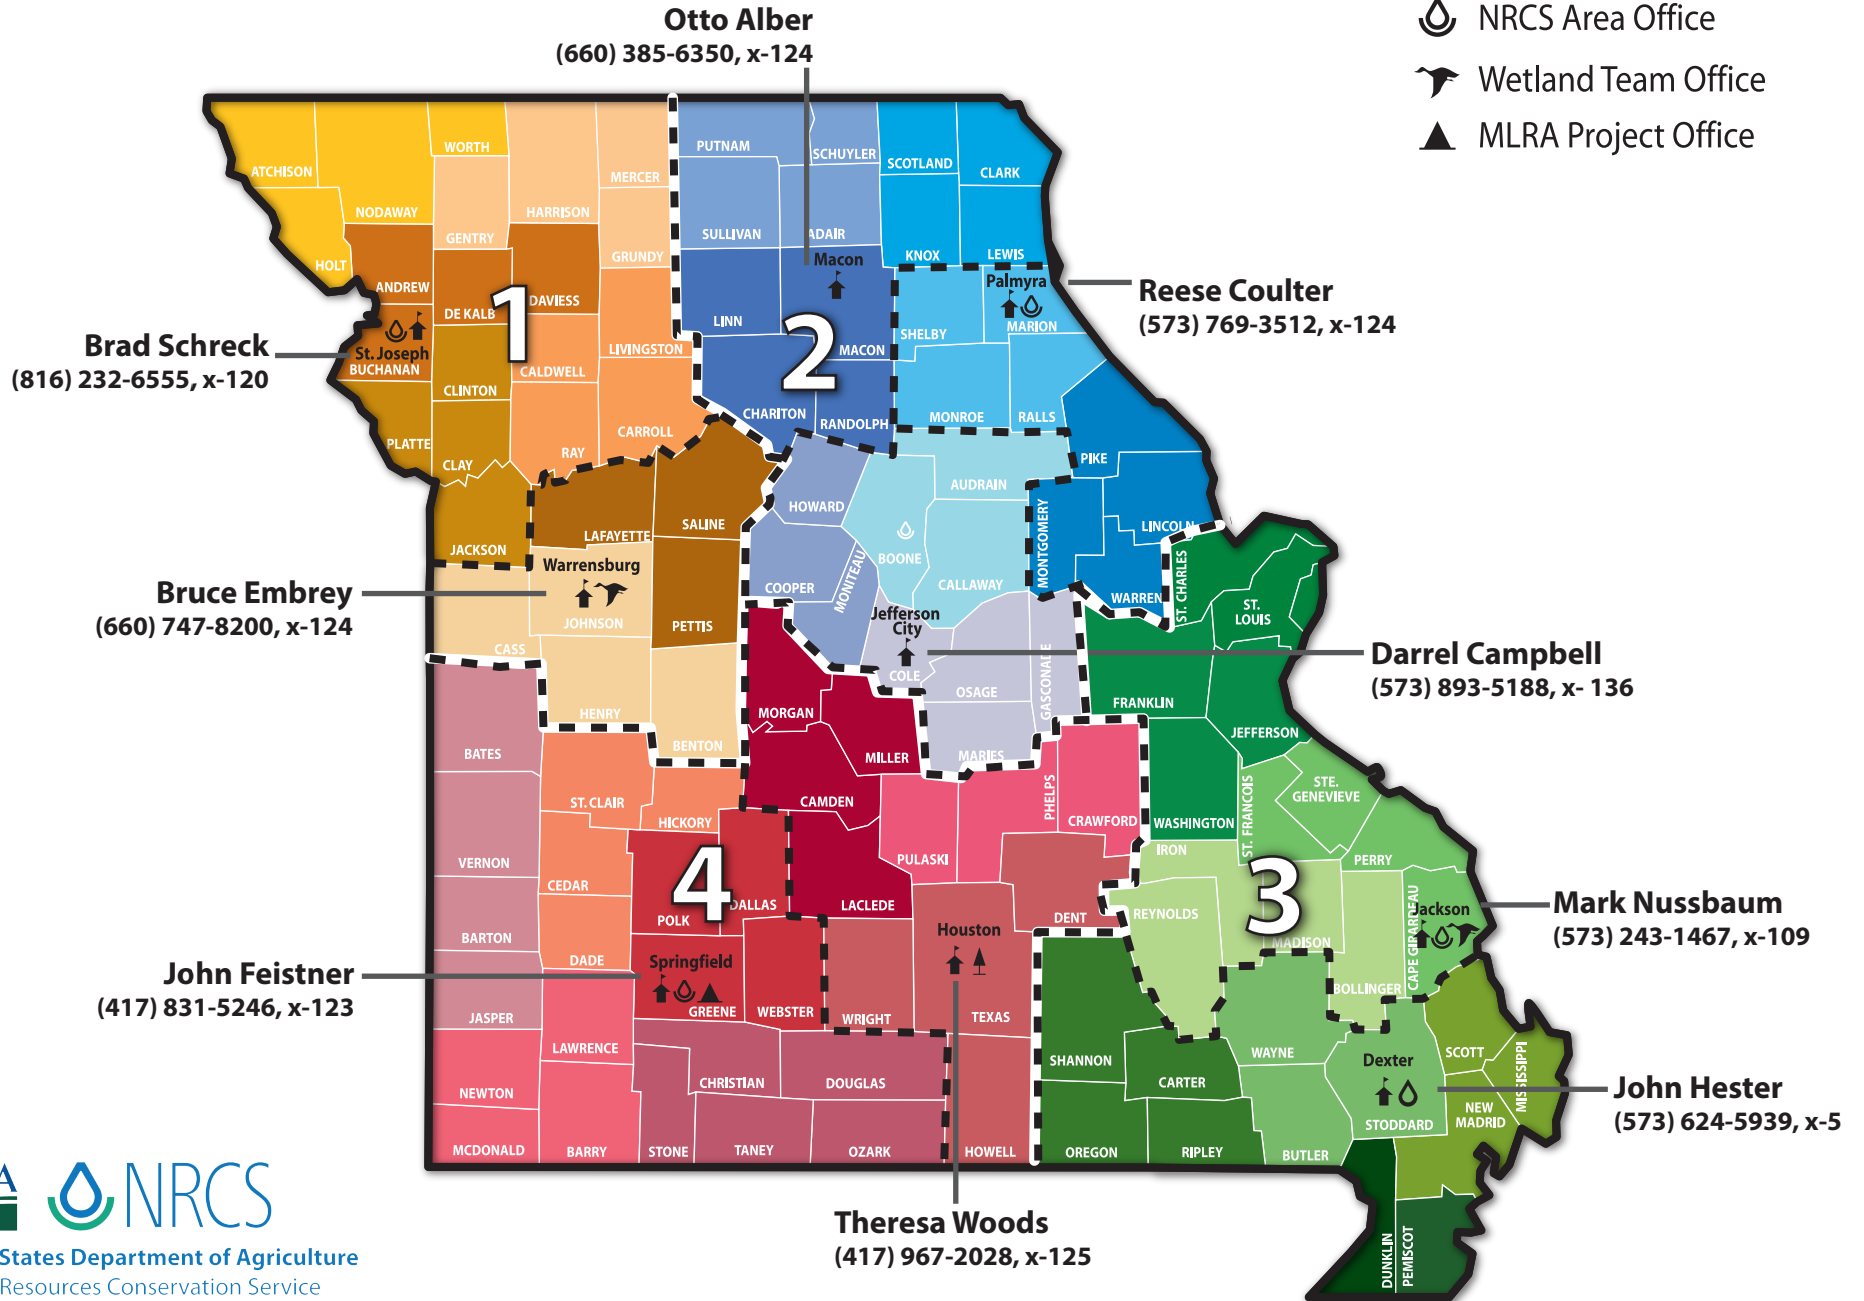 Otto Alber
(660) 385-6350, x-124
NRCS Area Office
Wetland Team Office
MLRA Project Office
ATCHISON
WORTH
NODAWAY
GENTRY
HARRISON
MERCER
GRUNDY
HOLT
ANDREW
DE KALB
DAVIESS
1
St. Joseph
BUCHANAN
CLINTON
CALDWELL
LIVINGSTON
PLATTE
CLAY
RAY
CARROLL
JACKSON
PUTNAM
SCHUYLER
SCOTLAND
CLARK
SULLIVAN
ADAIR
KNOX
LEWIS
Macon
LINN
MACON
2
CHARITON
RANDOLPH
Palmyra
MARION
SHELBY
MONROE
RALLS
PIKE
AUDRAIN
HOWARD
BOONE
CALLAWAY
MONTGOMERY
LINCOLN
WARREN
COOPER
MONITEAU
Jefferson
City
COLE
OSAGE
GASCONADE
MARIES
Brad Schreck
(816) 232-6555, x-120
Reese Coulter
(573) 769-3512, x-124
LAFAYETTE
SALINE
Warrensburg
JOHNSON
PETTIS
CASS
HENRY
BENTON
Bruce Embrey
(660) 747-8200, x-124
Darrel Campbell
(573) 893-5188, x- 136
ST. CHARLES
ST.
LOUIS
FRANKLIN
JEFFERSON
WASHINGTON
ST. FRANCOIS
STE.
GENEVIEVE
PERRY
IRON
3
REYNOLDS
MADISON
BOLLINGER
CAPE GIRARDEAU
Jackson
Mark Nussbaum
(573) 243-1467, x-109
BATES
VERNON
BARTON
JASPER
NEWTON
MCDONALD
ST. CLAIR
HICKORY
CEDAR
POLK
4
DALLAS
DADE
Springfield
GREENE
WEBSTER
LAWRENCE
CHRISTIAN
DOUGLAS
BARRY
STONE
TANEY
OZARK
John Feistner
(417) 831-5246, x-123
MORGAN
MILLER
CAMDEN
PULASKI
PHELPS
CRAWFORD
LACLEDE
DENT
Houston
WRIGHT
TEXAS
HOWELL
Theresa Woods
(417) 967-2028, x-125
SHANNON
CARTER
WAYNE
OREGON
RIPLEY
BUTLER
Dexter
STODDARD
SCOTT
MISSISSIPPI
NEW
MADRID
DUNKLIN
PEMISCOT
John Hester
(573) 624-5939, x-5
A
NRCS
States Department of Agriculture
Resources Conservation Service